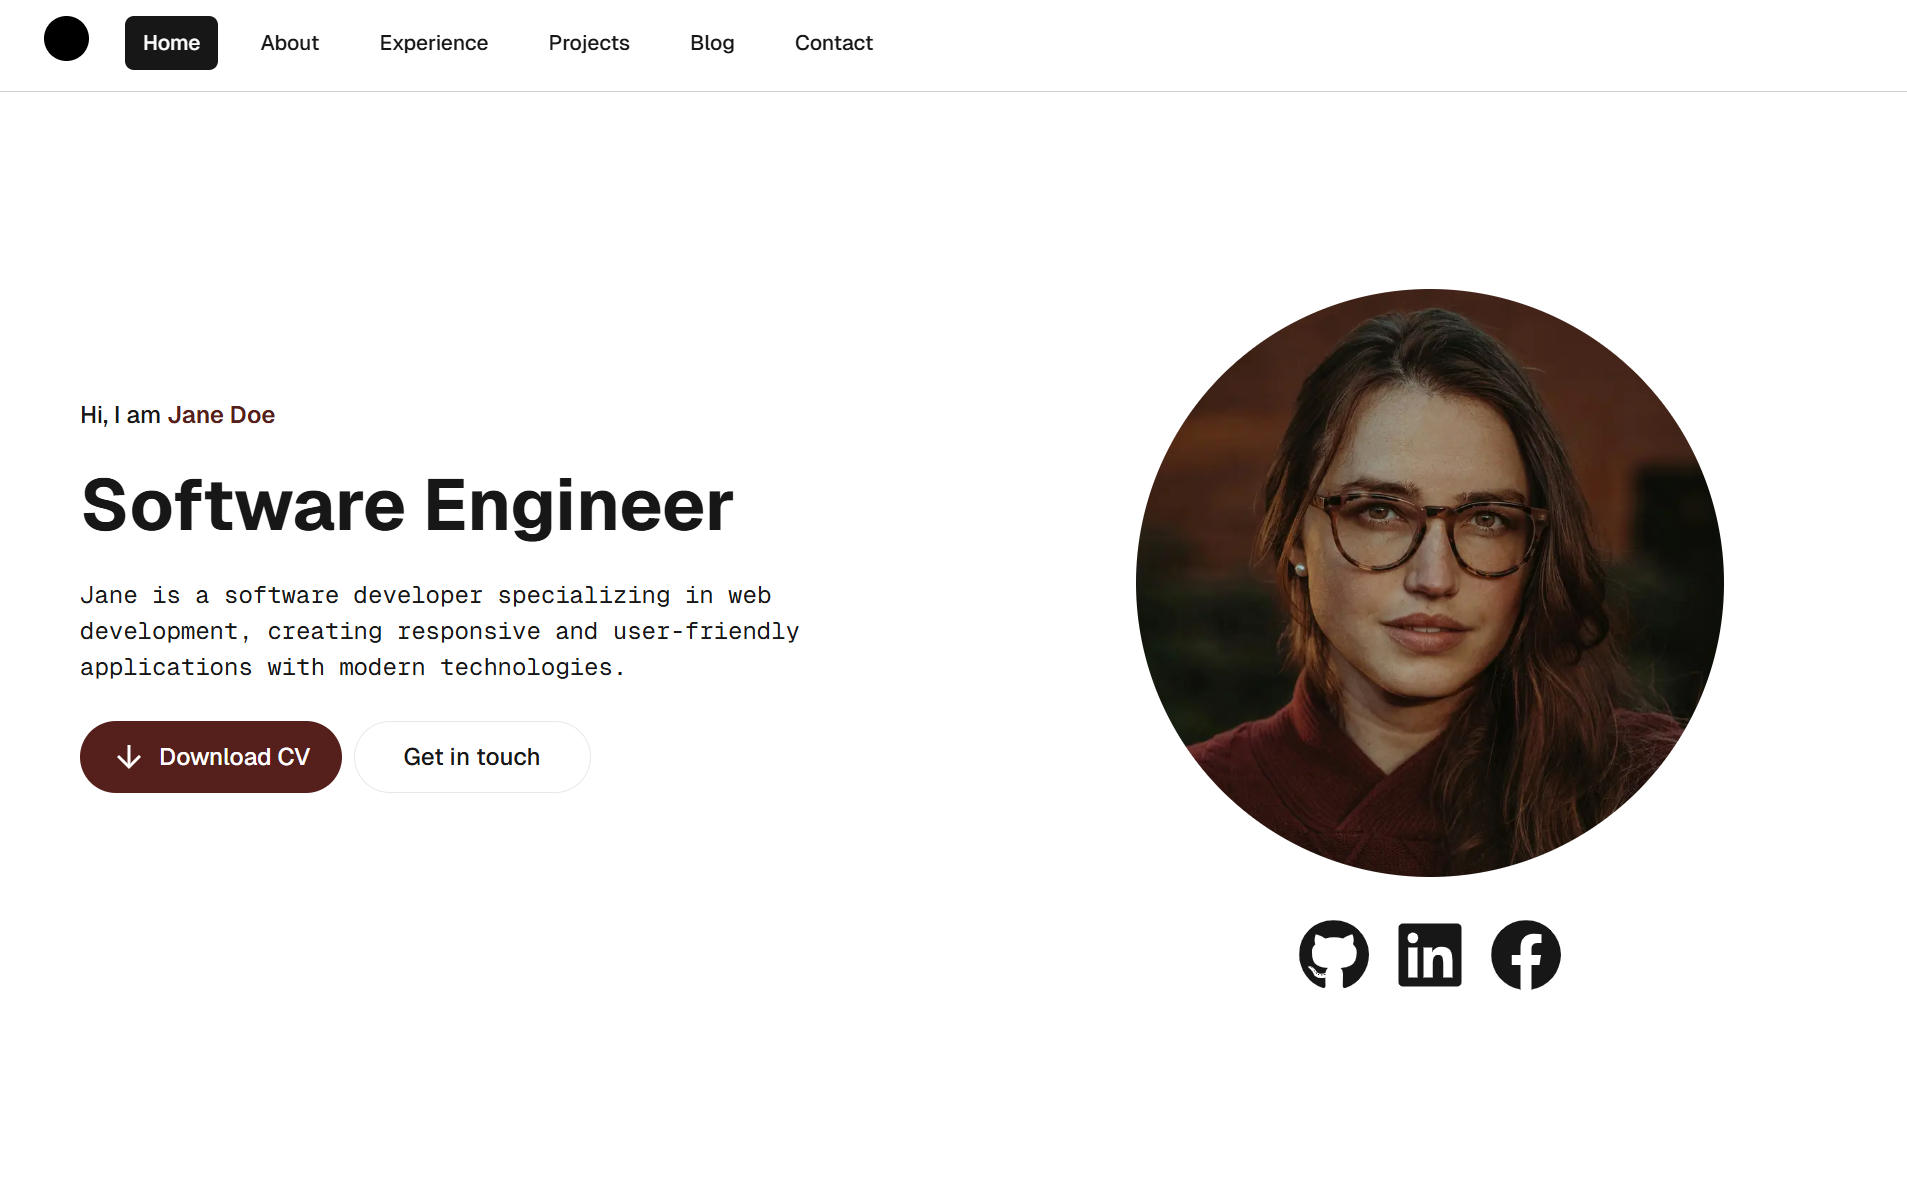 Home About Experience Projects Blog Contact
Hi, I am Jane Doe
Software Engineer
Jane is a software developer specializing in web
development, creating responsive and user-friendly
applications with modern technologies.
Download CV Get in touch
in f